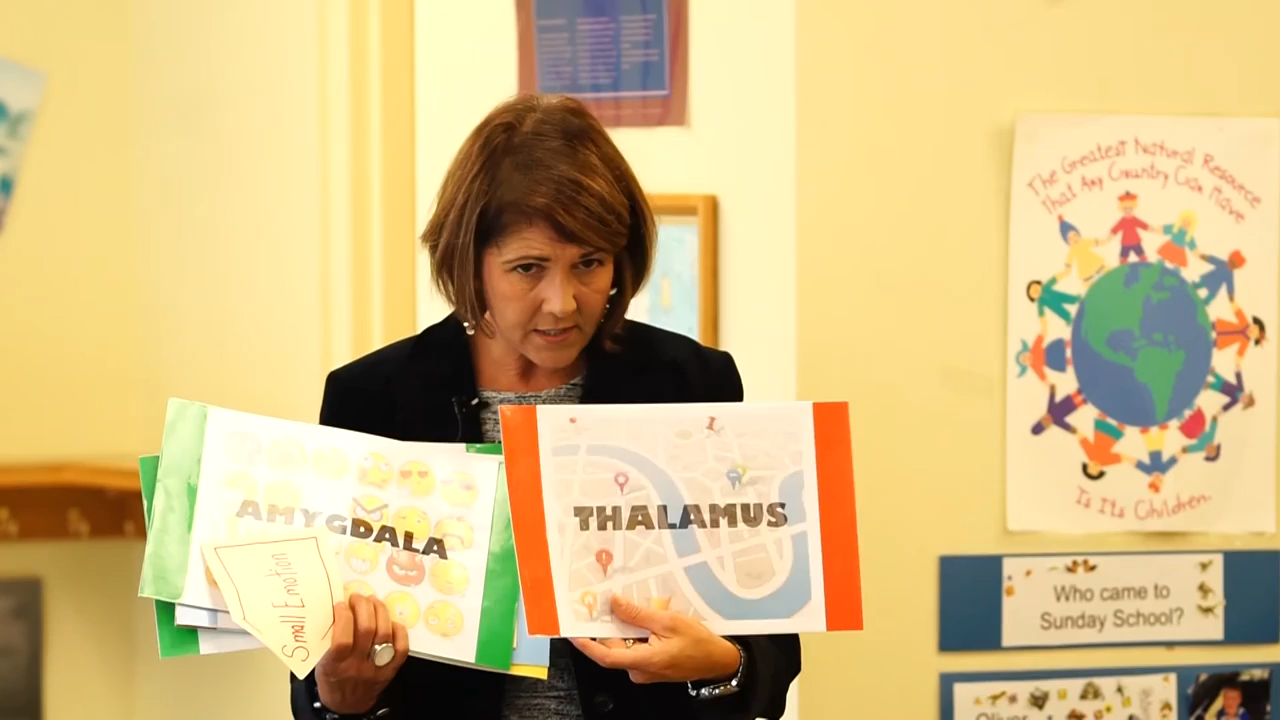 The Greatest Natural Resource
That Any Country Can Have
Is Its Children.
AMYGDALA
THALAMUS
Small Emotion
Who came to
Sunday School?
Oliver